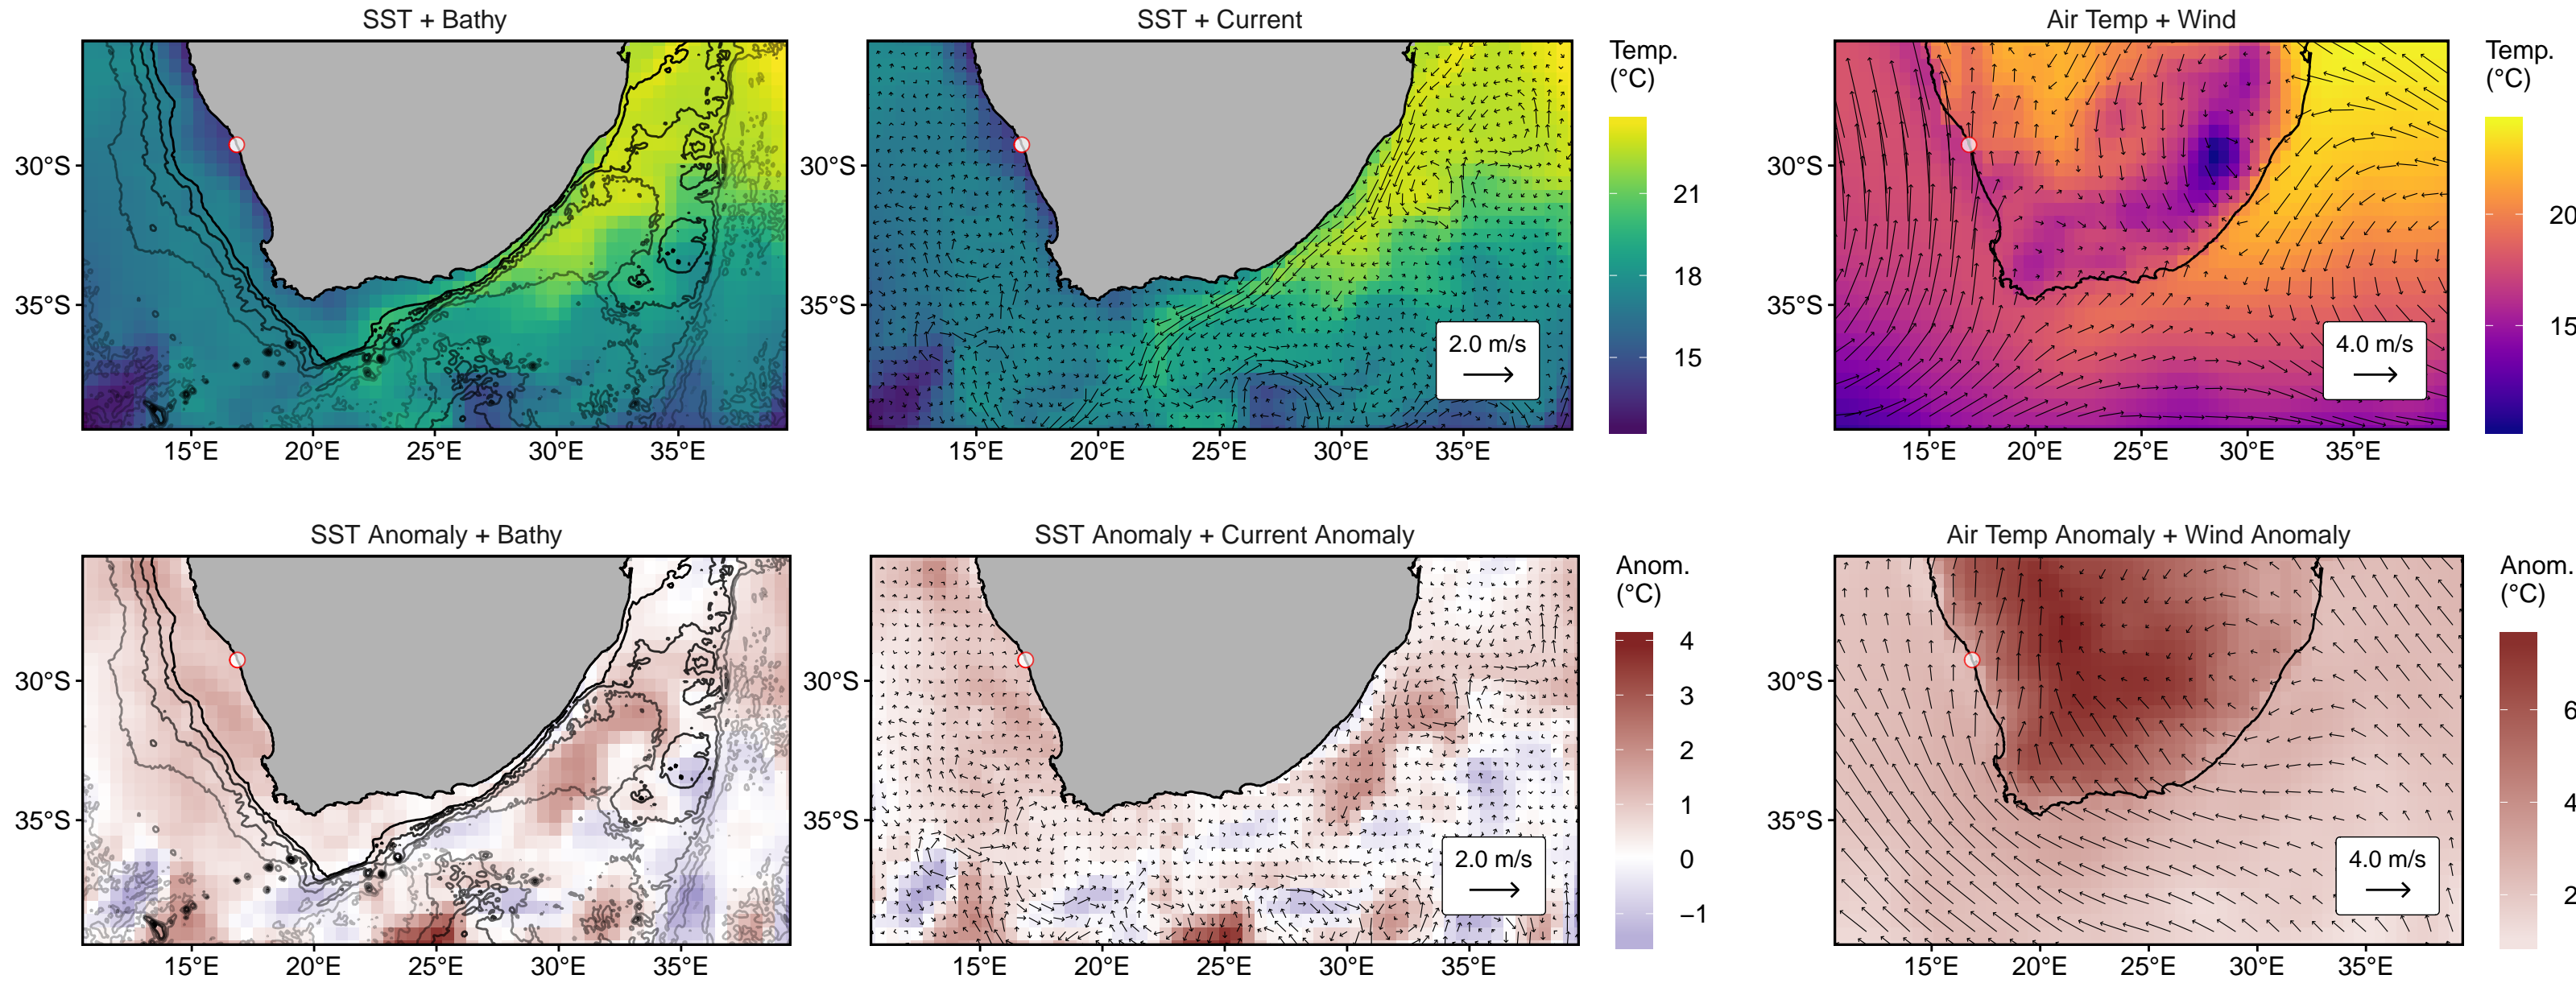 SST + Bathy
30°S
35°S
15°E 20°E 25°E 30°E 35°E
SST + Current
30°S
35°S
2.0 m/s
15°E 20°E 25°E 30°E 35°E
Temp.
(°C)
21
18
15
Air Temp + Wind
30°S
35°S
4.0 m/s
15°E 20°E 25°E 30°E 35°E
Temp.
(°C)
20
15
SST Anomaly + Bathy
30°S
35°S
15°E 20°E 25°E 30°E 35°E
SST Anomaly + Current Anomaly
30°S
35°S
2.0 m/s
15°E 20°E 25°E 30°E 35°E
Anom.
(°C)
4
3
2
1
0
−1
Air Temp Anomaly + Wind Anomaly
30°S
35°S
4.0 m/s
15°E 20°E 25°E 30°E 35°E
Anom.
(°C)
6
4
2